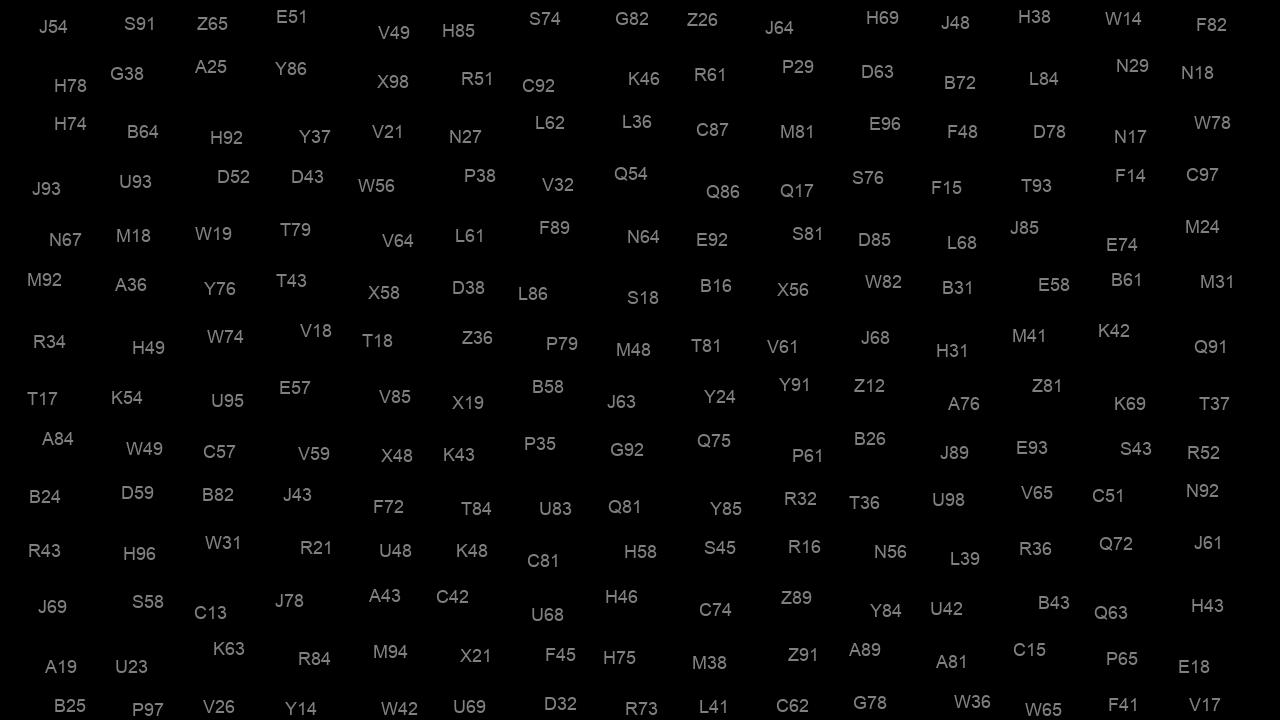 J54 S91 Z65 E51 V49 H85 S74 G82 Z26 J64 H69 J48 H38 W14 F82
H78 G38 A25 Y86 X98 R51 C92 K46 R61 P29 D63 B72 L84 N29 N18
H74 B64 H92 Y37 V21 N27 L62 L36 C87 M81 E96 F48 D78 N17 W78
J93 U93 D52 D43 W56 P38 V32 Q54 Q86 Q17 S76 F15 T93 F14 C97
N67 M18 W19 T79 V64 L61 F89 N64 E92 S81 D85 L68 J85 E74 M24
M92 A36 Y76 T43 X58 D38 L86 S18 B16 X56 W82 B31 E58 B61 M31
R34 H49 W74 V18 T18 Z36 P79 M48 T81 V61 J68 H31 M41 K42 Q91
T17 K54 U95 E57 V85 X19 B58 J63 Y24 Y91 Z12 A76 Z81 K69 T37
A84 W49 C57 V59 X48 K43 P35 G92 Q75 P61 B26 J89 E93 S43 R52
B24 D59 B82 J43 F72 T84 U83 Q81 Y85 R32 T36 U98 V65 C51 N92
R43 H96 W31 R21 U48 K48 C81 H58 S45 R16 N56 L39 R36 Q72 J61
J69 S58 C13 J78 A43 C42 U68 H46 C74 Z89 Y84 U42 B43 Q63 H43
A19 U23 K63 R84 M94 X21 F45 H75 M38 Z91 A89 A81 C15 P65 E18
B25 P97 V26 Y14 W42 U69 D32 R73 L41 C62 G78 W36 W65 F41 V17